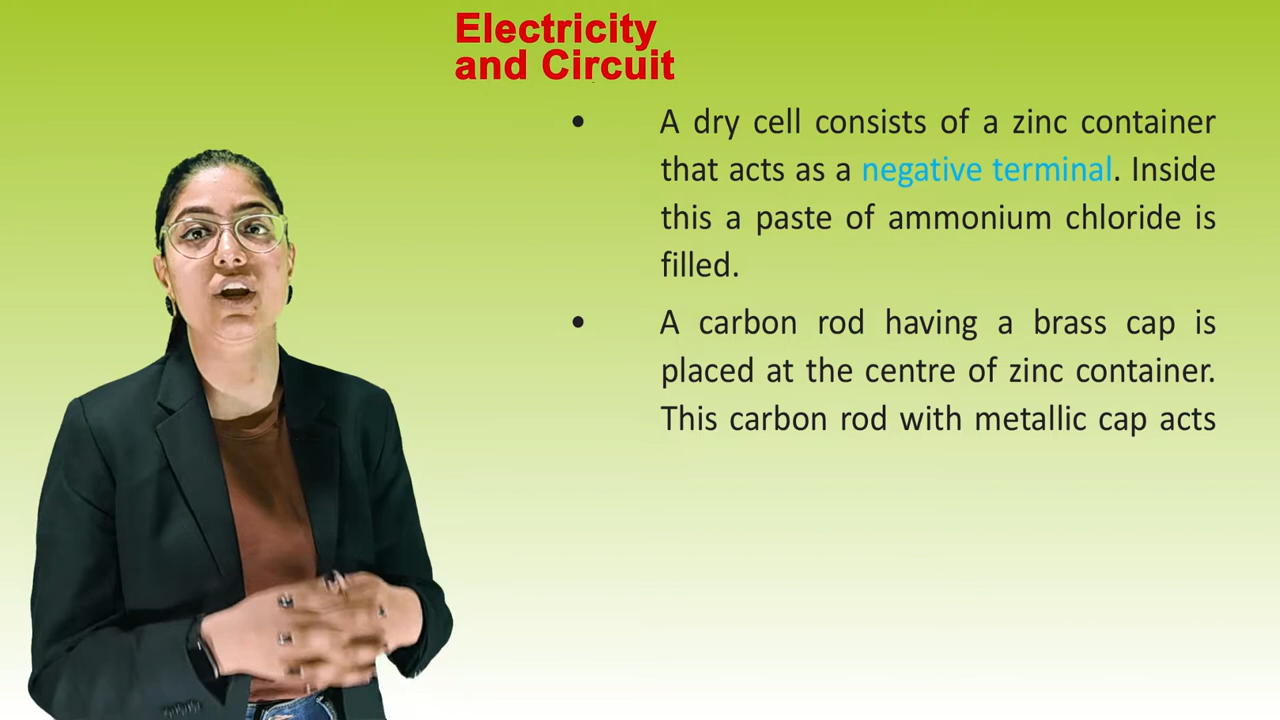 Electricity
and Circuit
• A dry cell consists of a zinc container
that acts as a negative terminal. Inside
this a paste of ammonium chloride is
filled.
• A carbon rod having a brass cap is
placed at the centre of zinc container.
This carbon rod with metallic cap acts